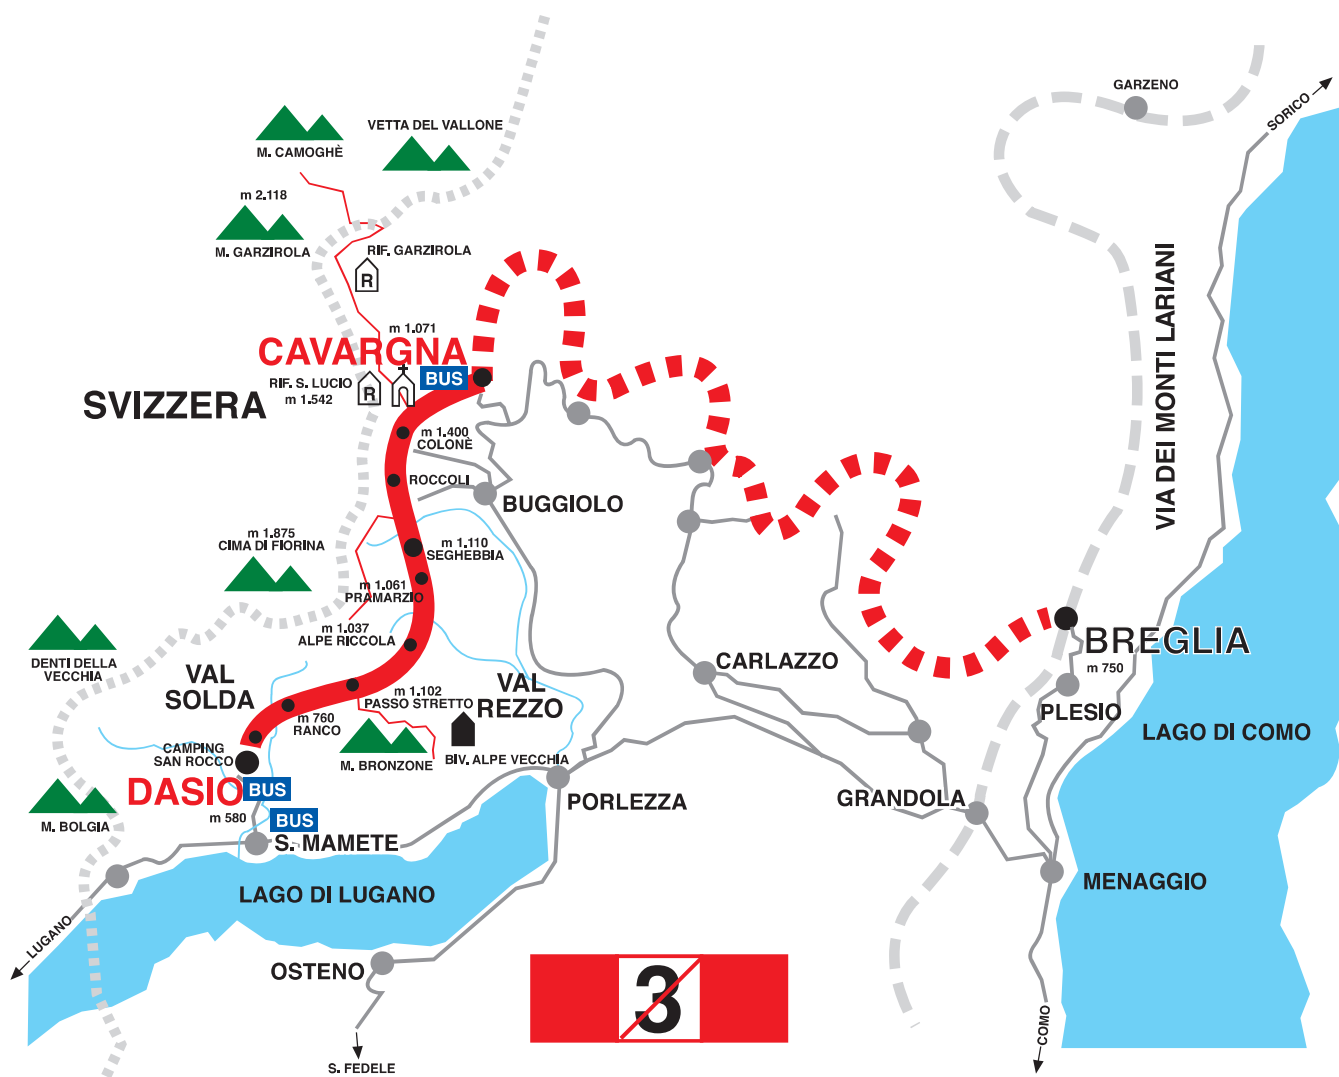 GARZENO
SORICO
VETTA DEL VALLONE
M. CAMOGHÈ
m 2.118
M. GARZIROLA
RIF. GARZIROLA
R
m 1.071
CAVARGNA
BUS
RIF. S. LUCIO
m 1.542
R
SVIZZERA
m 1.400
COLONÈ
ROCCOLI
BUGGIOLO
VIA DEI MONTI LARIANI
m 1.875
CIMA DI FIORINA
m 1.110
SEGHEBBIA
m 1.061
PRAMARZIO
m 1.037
ALPE RICCOLA
DENTI DELLA
VECCHIA
VAL
SOLDA
m 1.102
PASSO STRETTO
VAL
REZZO
CARLAZZO
BREGLIA
m 750
PLESIO
LAGO DI COMO
m 760
RANCO
CAMPING
SAN ROCCO
M. BRONZONE
BIV. ALPE VECCHIA
DASIO
BUS
m 580
BUS
M. BOLGIA
S. MAMETE
PORLEZZA
GRANDOLA
MENAGGIO
LAGO DI LUGANO
LUGANO
OSTENO
3
S. FEDELE
COMO